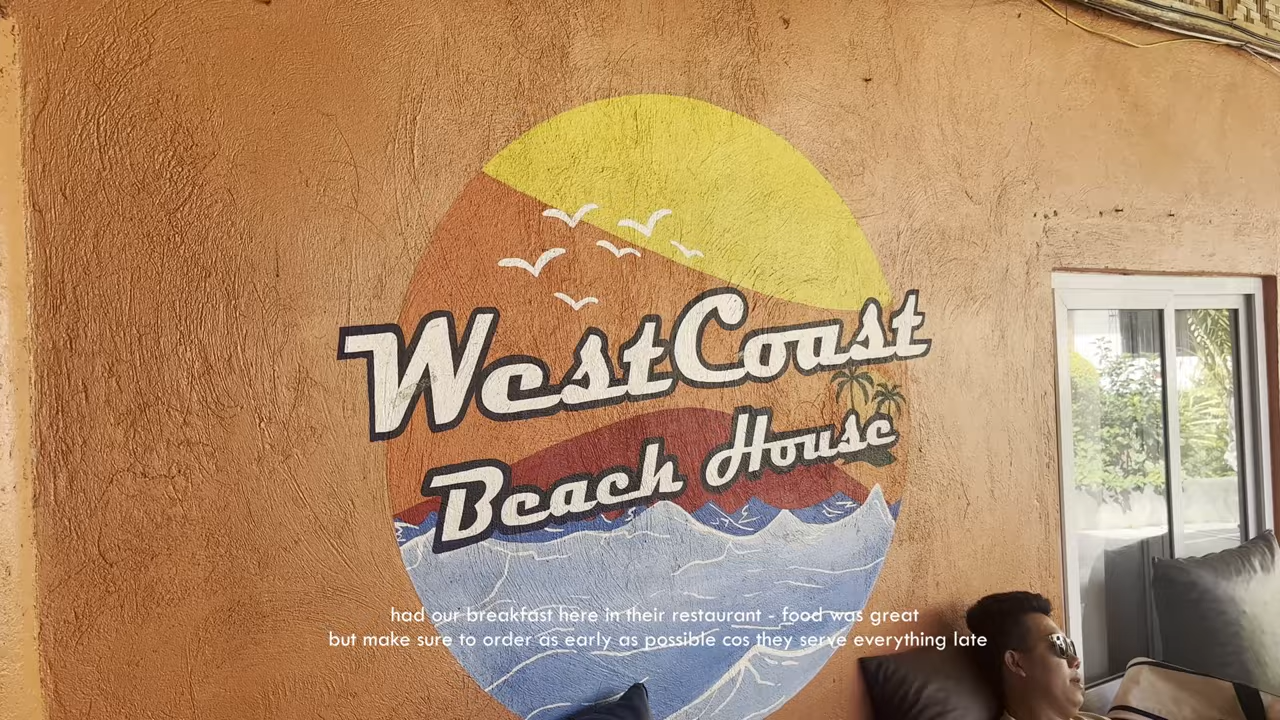 WestCoast
Beach House
had our breakfast here in their restaurant - food was great
but make sure to order as early as possible cos they serve everything late